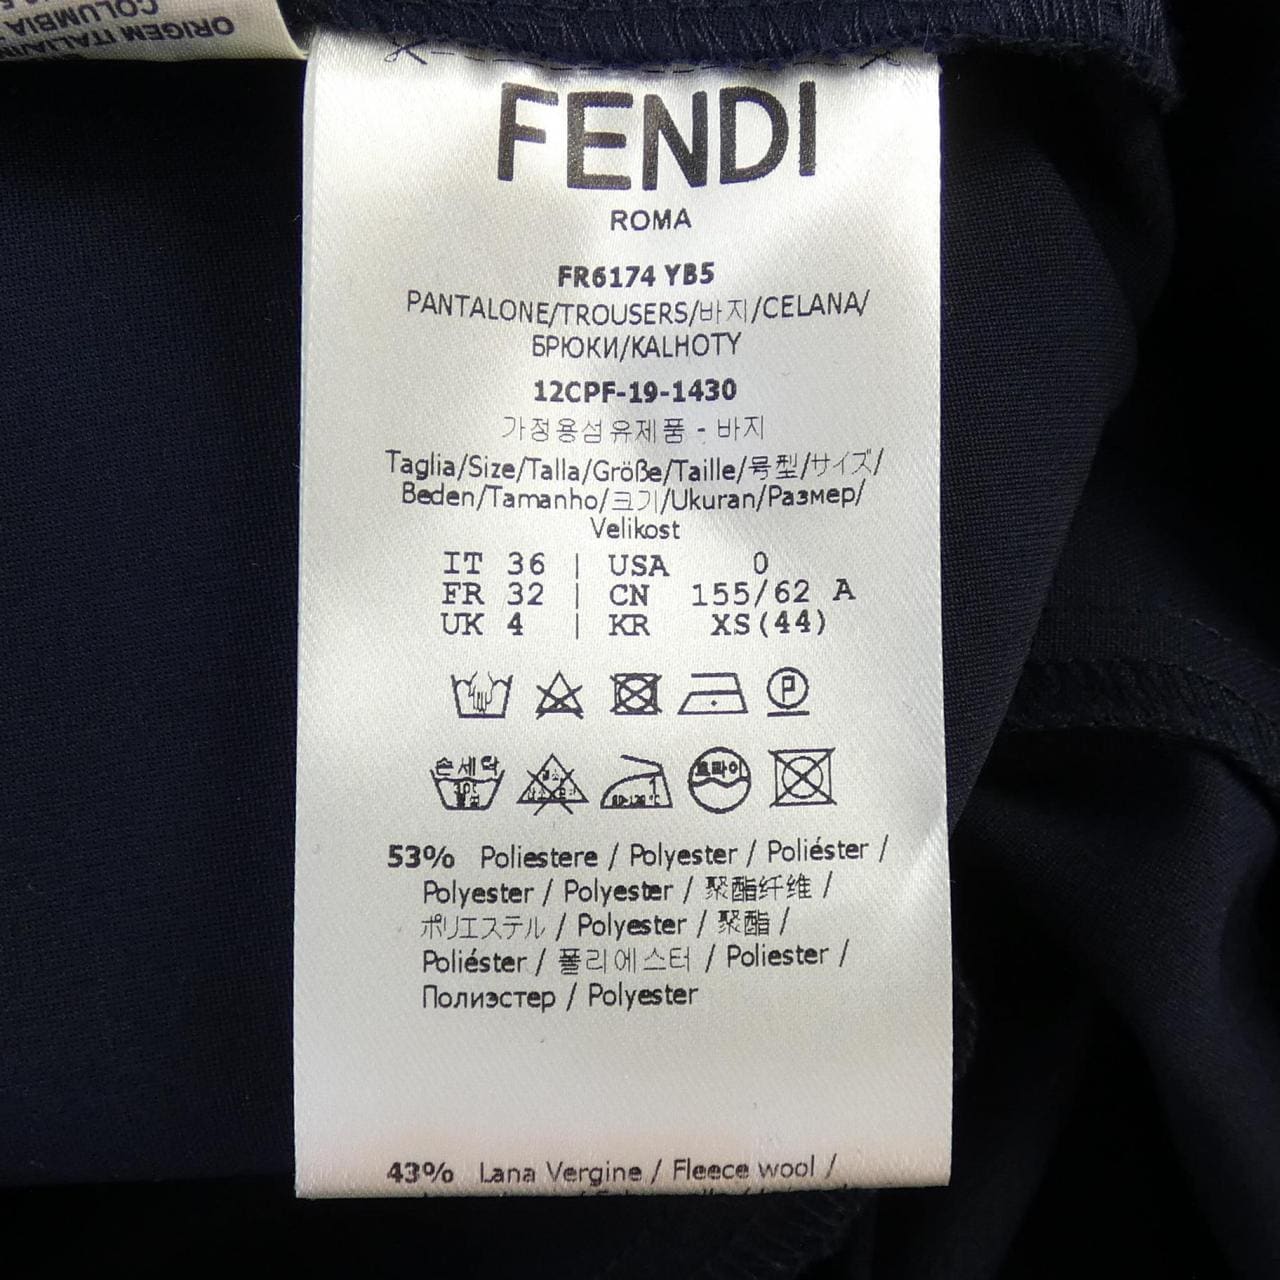 ORIGEM ITALIA
COLUMBIA
FENDI
ROMA
FR6174 YB5
PANTALONE/TROUSERS/바지/CELANA/
БРЮКИ/KALHOTY
12CPF-19-1430
가정용섬유제품 - 바지
Taglia/Size/Talla/Größe/Taille/号型/サイズ/
Beden/Tamanho/크기/Ukuran/Размер/
Velikost
IT 36 | USA 0
FR 32 | CN 155/62 A
UK 4 | KR XS(44)
P
손세탁
드라이
53% Poliestere / Polyester / Poliéster /
Polyester / Polyester / 聚酯纤维 /
ポリエステル / Polyester / 聚酯 /
Poliéster / 폴리에스터 / Poliester /
Полиэстер / Polyester
43% Lana Vergine / Fleece wool /